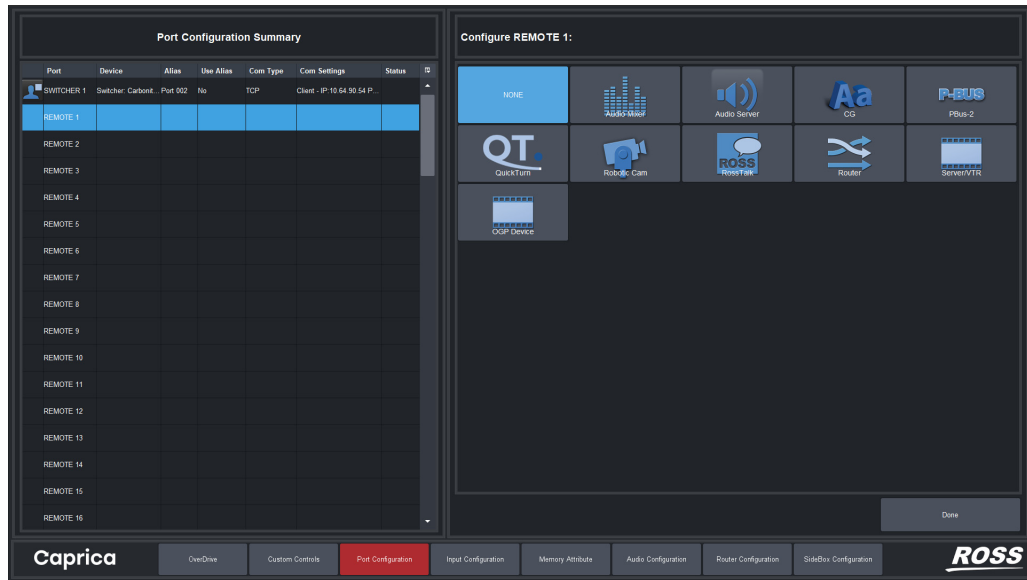 Port Configuration Summary
Port Device Alias Use Alias Com Type Com Settings Status
SWITCHER 1 Switcher: Carbonit... Port 002 No TCP Client - IP:10.64.90.54 P...
REMOTE 1
REMOTE 2
REMOTE 3
REMOTE 4
REMOTE 5
REMOTE 6
REMOTE 7
REMOTE 8
REMOTE 9
REMOTE 10
REMOTE 11
REMOTE 12
REMOTE 13
REMOTE 14
REMOTE 15
REMOTE 16
Configure REMOTE 1:
NONE
Audio Mixer
Audio Server
Aa
CG
P-BUS
PBus-2
QT.
QuickTurn
Robotic Cam
ROSS
RossTalk
Router
Server/VTR
OGP Device
Done
Caprica
OverDrive
Custom Controls
Port Configuration
Input Configuration
Memory Attribute
Audio Configuration
Router Configuration
SideBox Configuration
ROSS